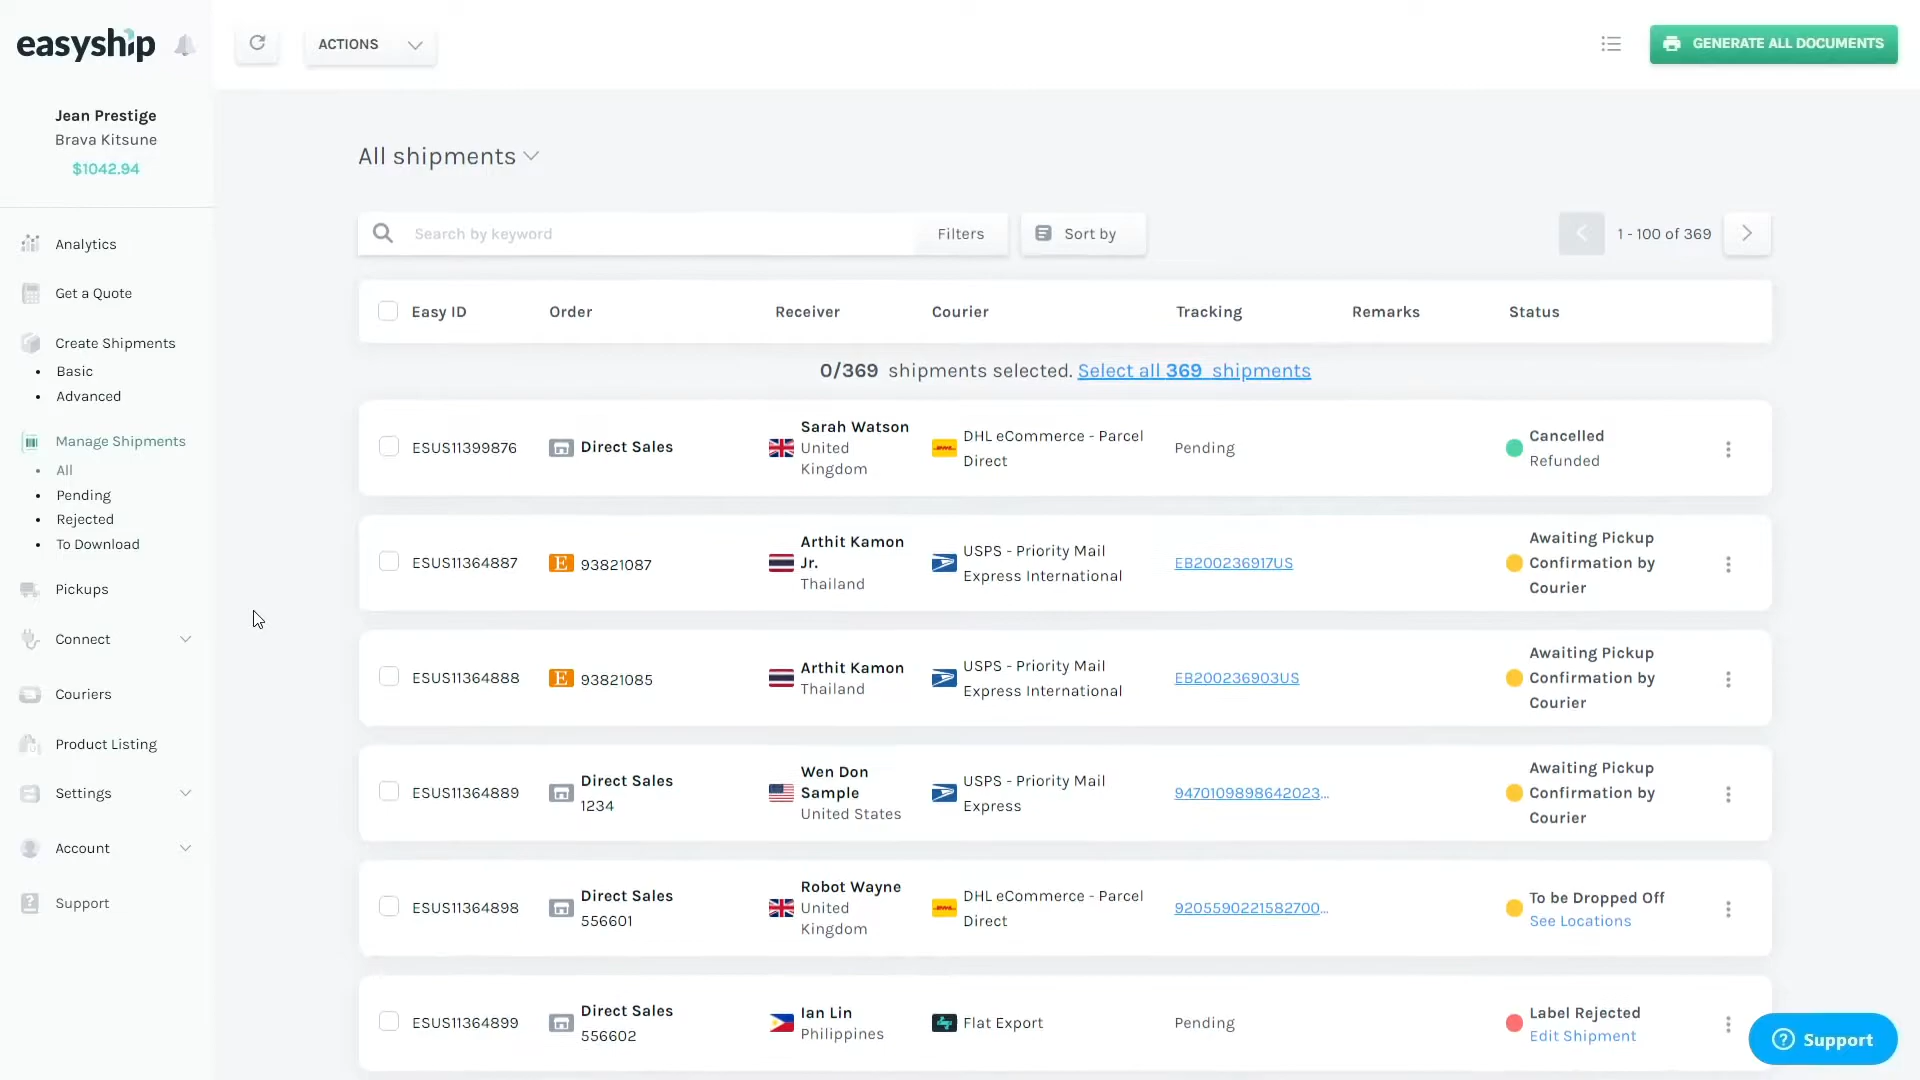 easyship
ACTIONS
GENERATE ALL DOCUMENTS
Jean Prestige
Brava Kitsune
$1042.94
Analytics
Get a Quote
Create Shipments
Basic
Advanced
Manage Shipments
All
Pending
Rejected
To Download
Pickups
Connect
Couriers
Product Listing
Settings
Account
Support
All shipments
Search by keyword
Filters
Sort by
1 - 100 of 369
Easy ID Order Receiver Courier Tracking Remarks Status
0/369 shipments selected. Select all 369 shipments
ESUS11399876
Direct Sales
Sarah Watson
United
Kingdom
DHL eCommerce - Parcel
Direct
Pending
Cancelled
Refunded
ESUS11364887
E 93821087
Arthit Kamon
Jr.
Thailand
USPS - Priority Mail
Express International
EB200236917US
Awaiting Pickup
Confirmation by
Courier
ESUS11364888
E 93821085
Arthit Kamon
Thailand
USPS - Priority Mail
Express International
EB200236903US
Awaiting Pickup
Confirmation by
Courier
ESUS11364889
Direct Sales
1234
Wen Don
Sample
United States
USPS - Priority Mail
Express
9470109898642023...
Awaiting Pickup
Confirmation by
Courier
ESUS11364898
Direct Sales
556601
Robot Wayne
United
Kingdom
DHL eCommerce - Parcel
Direct
9205590221582700...
To be Dropped Off
See Locations
ESUS11364899
Direct Sales
556602
Ian Lin
Philippines
Flat Export
Pending
Label Rejected
Edit Shipment
Support